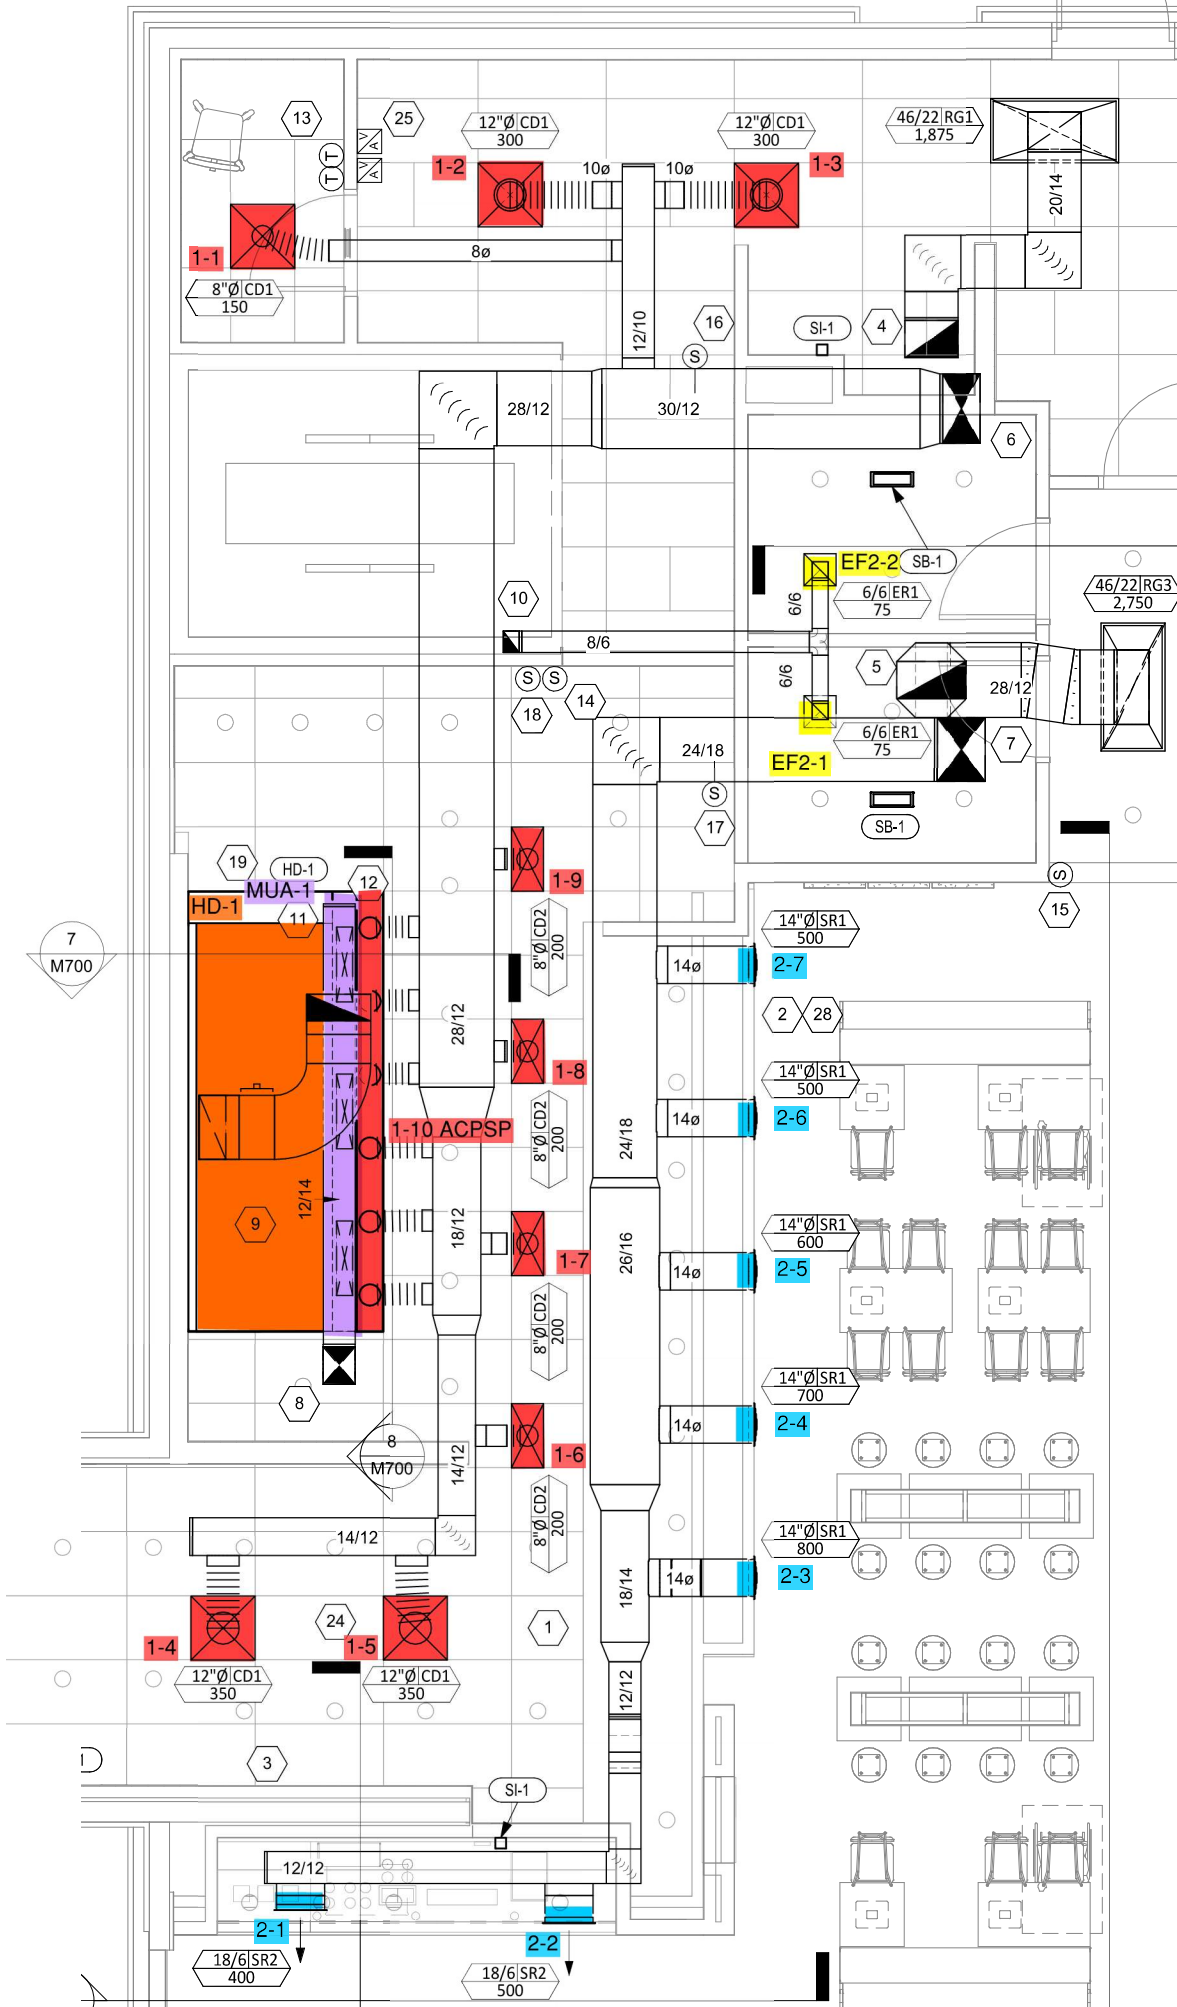 13
25
12"Ø CD1
300
12"Ø CD1
300
46/22 RG1
1,875
T T
T T
V
A
V
A
1-2
10ø
10ø
1-3
20/14
1-1
8ø
8"Ø CD1
150
12/10
16
SI-1
4
S
28/12
30/12
6
EF2-2
SB-1
46/22 RG3
2,750
10
6/6
6/6 ER1
75
8/6
5
6/6
28/12
S S
18
14
24/18
6/6 ER1
75
7
EF2-1
S
17
SB-1
19
HD-1
12
MUA-1
1-9
S
15
HD-1
11
7
M700
8"Ø CD2
200
14"Ø SR1
500
14ø
2-7
2
28
28/12
1-8
14"Ø SR1
500
1-10 ACPSP
8"Ø CD2
200
24/18
14ø
2-6
12/14
9
18/12
1-7
26/16
14"Ø SR1
600
14ø
2-5
8"Ø CD2
200
8
14"Ø SR1
700
14ø
2-4
8
M700
14/12
1-6
14/12
8"Ø CD2
200
14"Ø SR1
800
14ø
2-3
18/14
1-4
24
1-5
1
12"Ø CD1
350
12"Ø CD1
350
12/12
1
3
SI-1
12/12
2-1
2-2
18/6 SR2
400
18/6 SR2
500